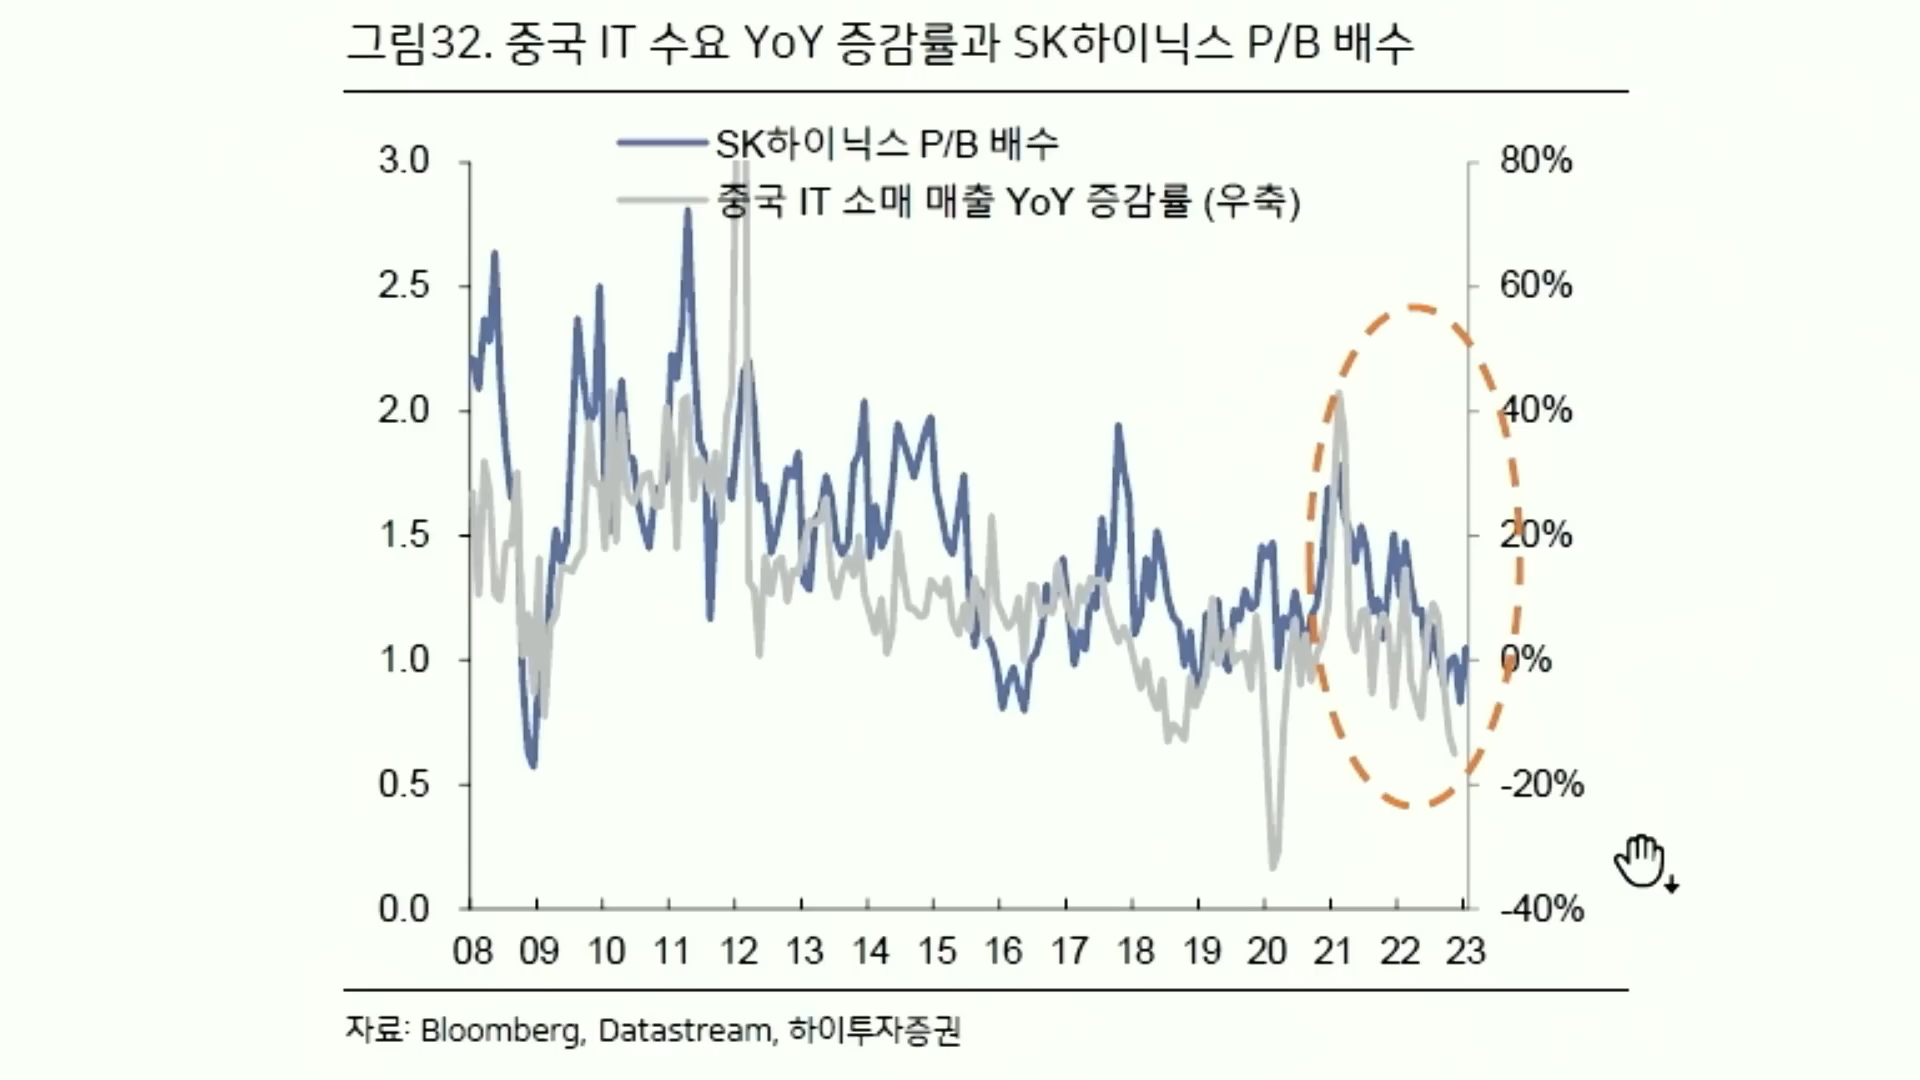 그림32. 중국 IT 수요 YoY 증감률과 SK하이닉스 P/B 배수
SK하이닉스 P/B 배수
중국 IT 소매 매출 YoY 증감률 (우축)
3.0
2.5
2.0
1.5
1.0
0.5
0.0
80%
60%
40%
20%
0%
-20%
-40%
08 09 10 11 12 13 14 15 16 17 18 19 20 21 22 23
자료: Bloomberg, Datastream, 하이투자증권